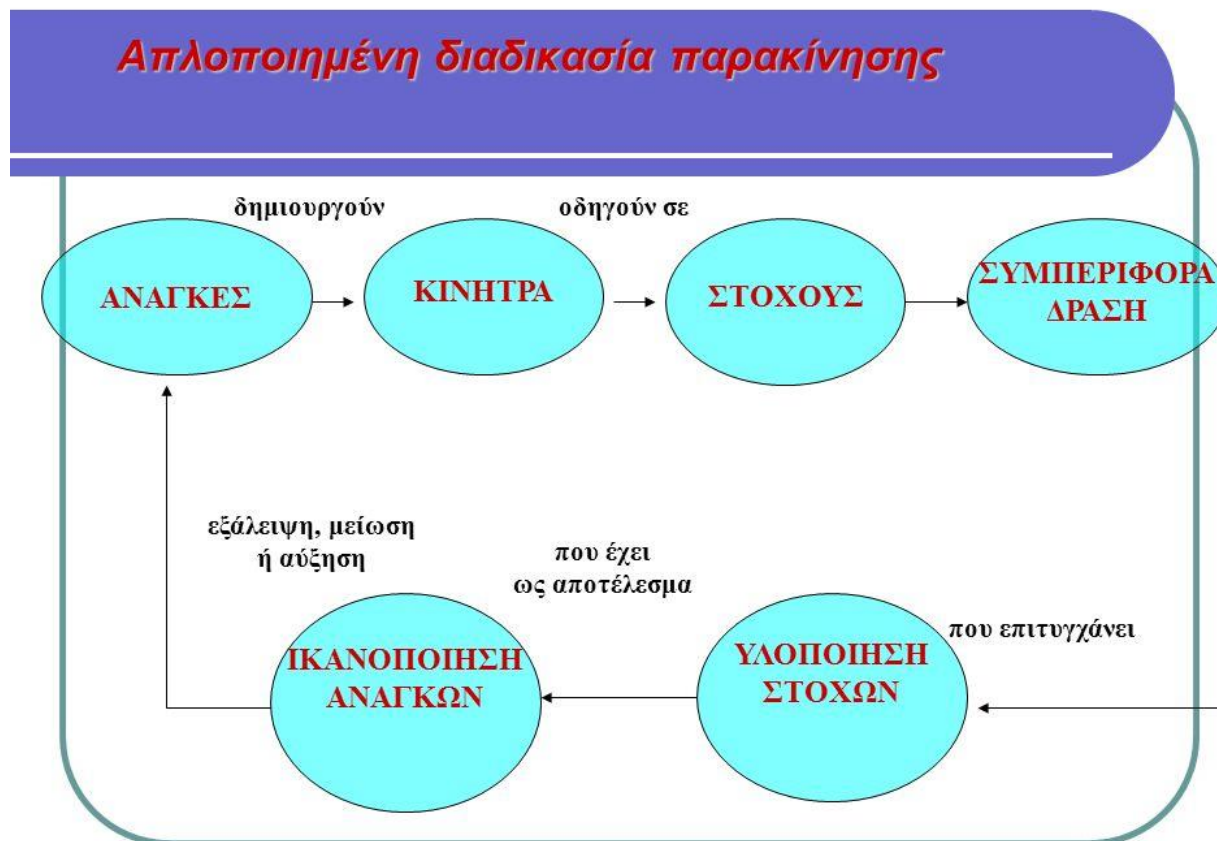 Απλοποιημένη διαδικασία παρακίνησης
δημιουργούν
οδηγούν σε
ΑΝΑΓΚΕΣ
ΚΙΝΗΤΡΑ
ΣΤΟΧΟΥΣ
ΣΥΜΠΕΡΙΦΟΡΑ
ΔΡΑΣΗ
εξάλειψη, μείωση
ή αύξηση
που έχει
ως αποτέλεσμα
που επιτυγχάνει
ΙΚΑΝΟΠΟΙΗΣΗ
ΑΝΑΓΚΩΝ
ΥΛΟΠΟΙΗΣΗ
ΣΤΟΧΩΝ